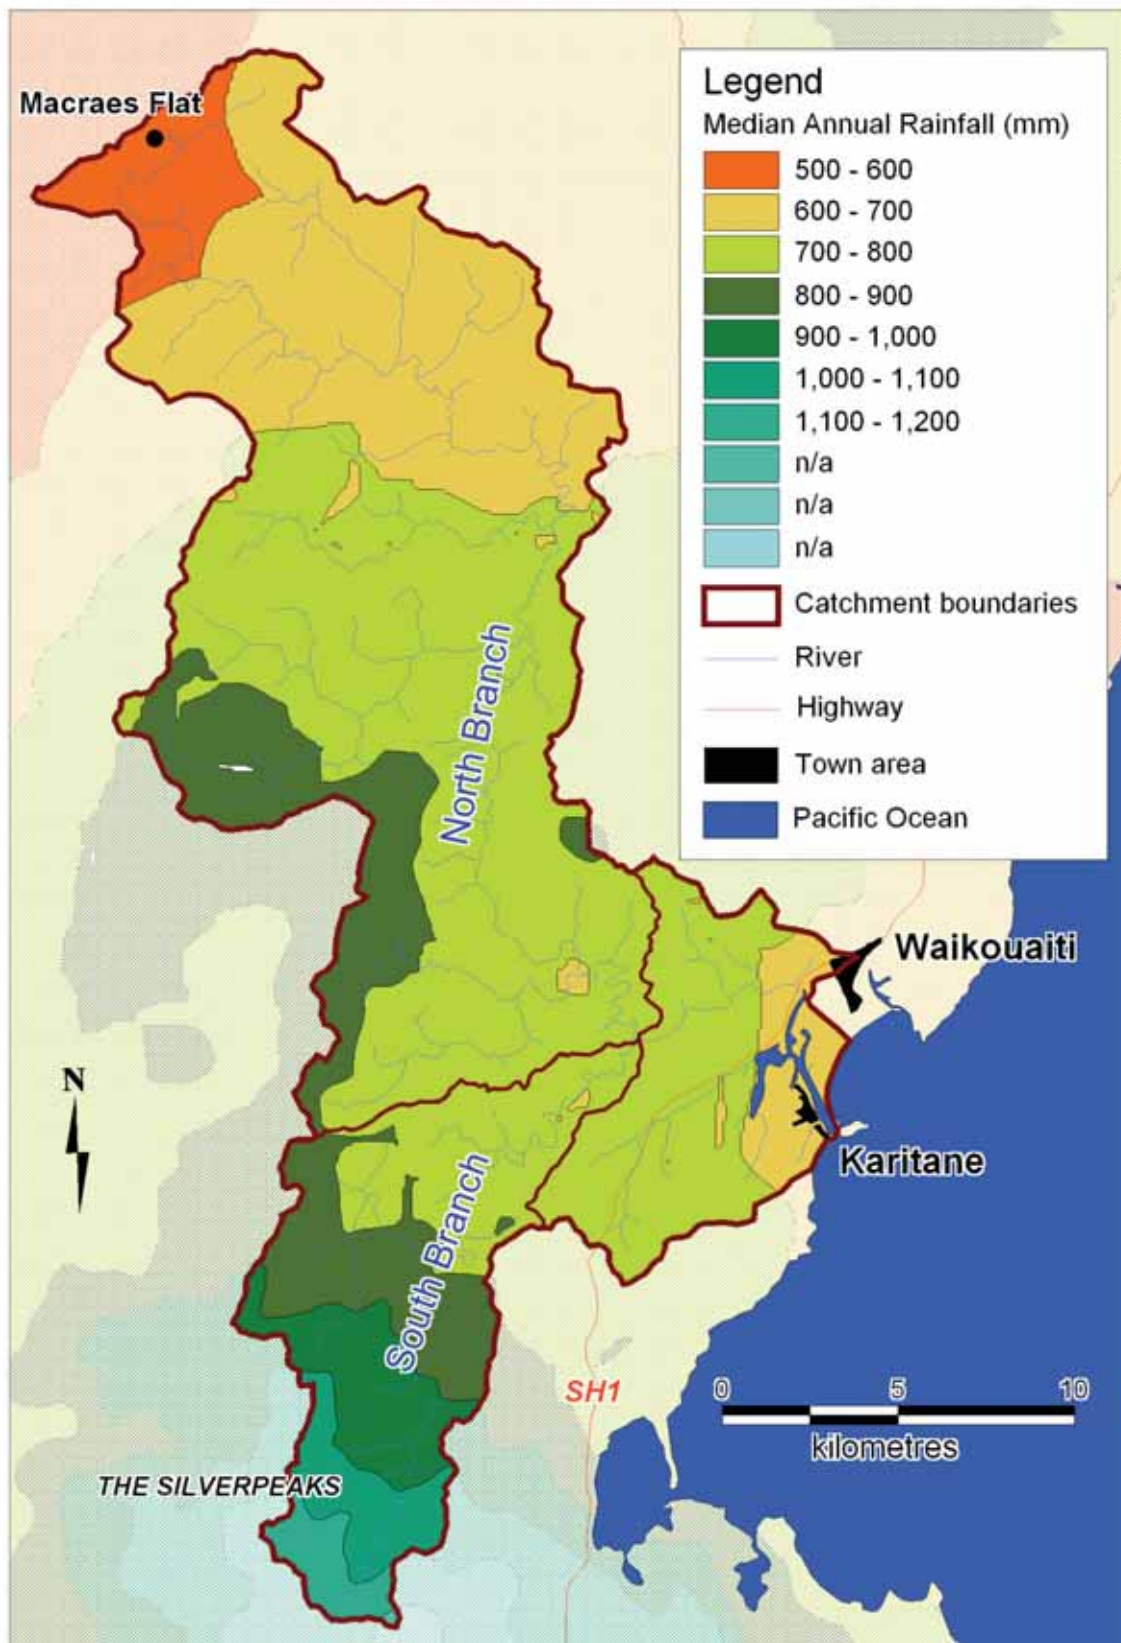 Macraes Flat
Legend
Median Annual Rainfall (mm)
500 - 600
600 - 700
700 - 800
800 - 900
900 - 1,000
1,000 - 1,100
1,100 - 1,200
n/a
n/a
n/a
Catchment boundaries
River
Highway
Town area
Pacific Ocean
North Branch
Waikouaiti
N
Karitane
South Branch
SH1
0 5 10
kilometres
THE SILVERPEAKS